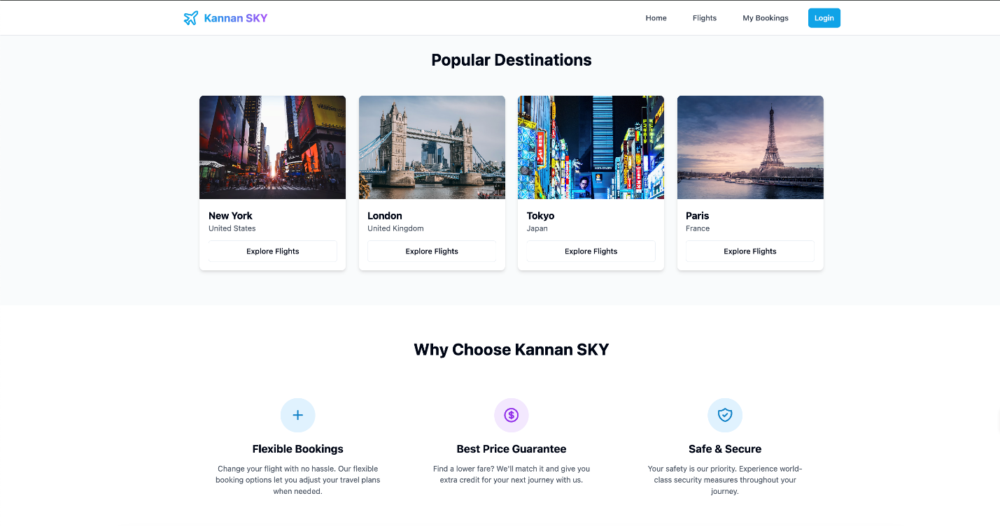 Kannan SKY
Home
Flights
My Bookings
Login
Popular Destinations
New York
United States
Explore Flights
London
United Kingdom
Explore Flights
Tokyo
Japan
Explore Flights
Paris
France
Explore Flights
Why Choose Kannan SKY
Flexible Bookings
Change your flight with no hassle. Our flexible
booking options let you adjust your travel plans
when needed.
Best Price Guarantee
Find a lower fare? We'll match it and give you
extra credit for your next journey with us.
Safe & Secure
Your safety is our priority. Experience world-
class security measures throughout your
journey.